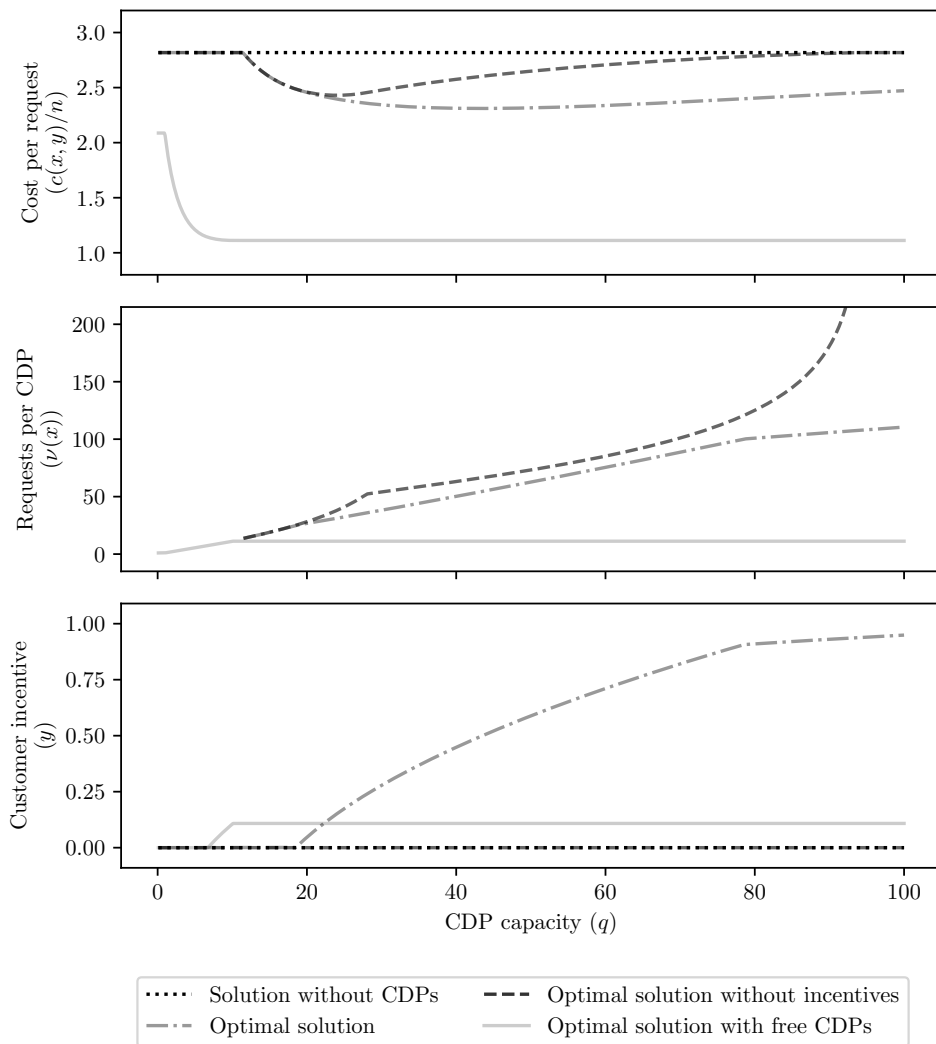 3.0
2.5
2.0
1.5
1.0
Cost per request
(c(x, y)/n)
200
150
100
50
0
Requests per CDP
(ν(x))
1.00
0.75
0.50
0.25
0.00
Customer incentive
(y)
0 20 40 60 80 100
CDP capacity (q)
Solution without CDPs
Optimal solution
Optimal solution without incentives
Optimal solution with free CDPs